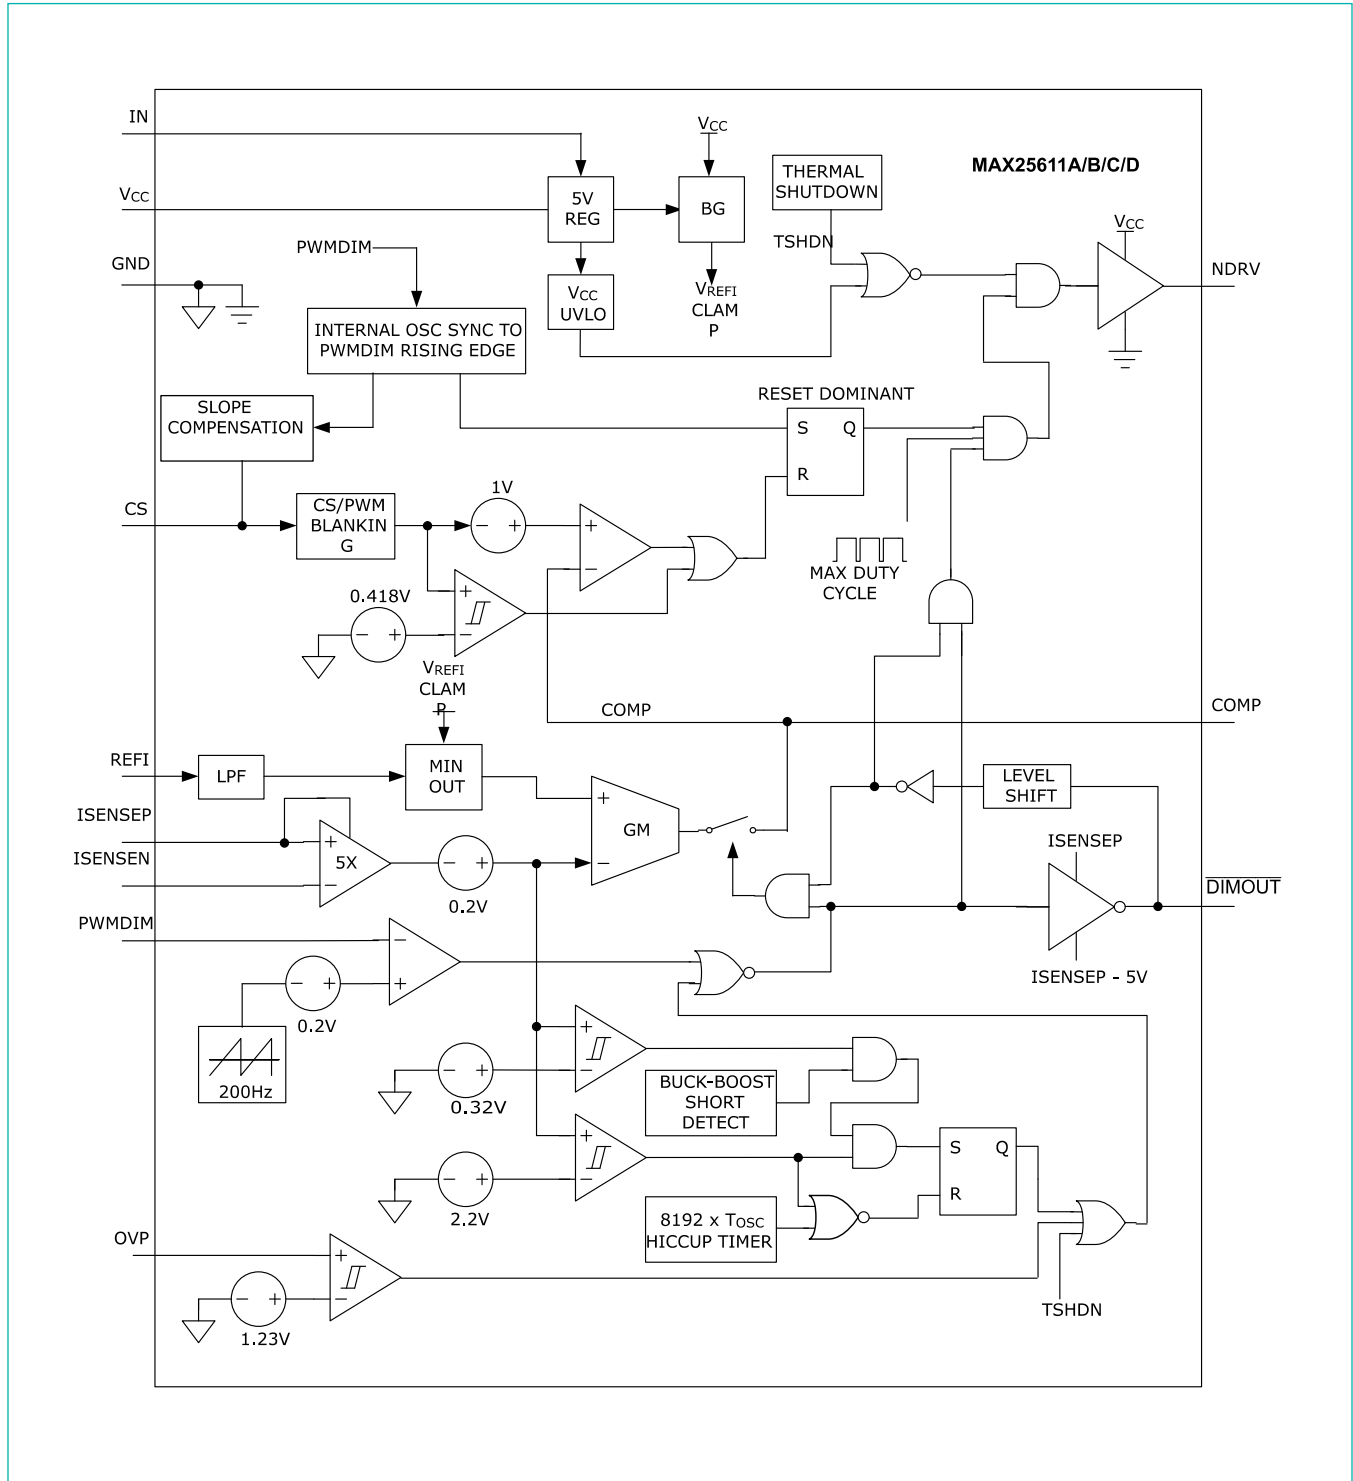 IN
VCC
THERMAL
SHUTDOWN
MAX25611A/B/C/D
VCC
5V
REG
BG
PWMDIM
TSHDN
VCC
GND
NDRV
VCC
UVLO
VREFI
CLAM
P
INTERNAL OSC SYNC TO
PWMDIM RISING EDGE
SLOPE
COMPENSATION
RESET DOMINANT
S
Q
R
CS
CS/PWM
BLANKIN
G
1V
-
+
+
-
MAX DUTY
CYCLE
0.418V
-
+
+
-
VREFI
CLAM
P
COMP
COMP
REFI
LPF
MIN
OUT
LEVEL
SHIFT
ISENSEP
+
-
5X
-
+
0.2V
+
-
GM
ISENSEN
ISENSEP
DIMOUT
ISENSEP - 5V
PWMDIM
-
+
-
+
0.2V
200Hz
+
-
-
+
0.32V
BUCK-BOOST
SHORT
DETECT
+
-
-
+
2.2V
S
Q
R
8192 x TOSC
HICCUP TIMER
OVP
+
-
-
+
1.23V
TSHDN